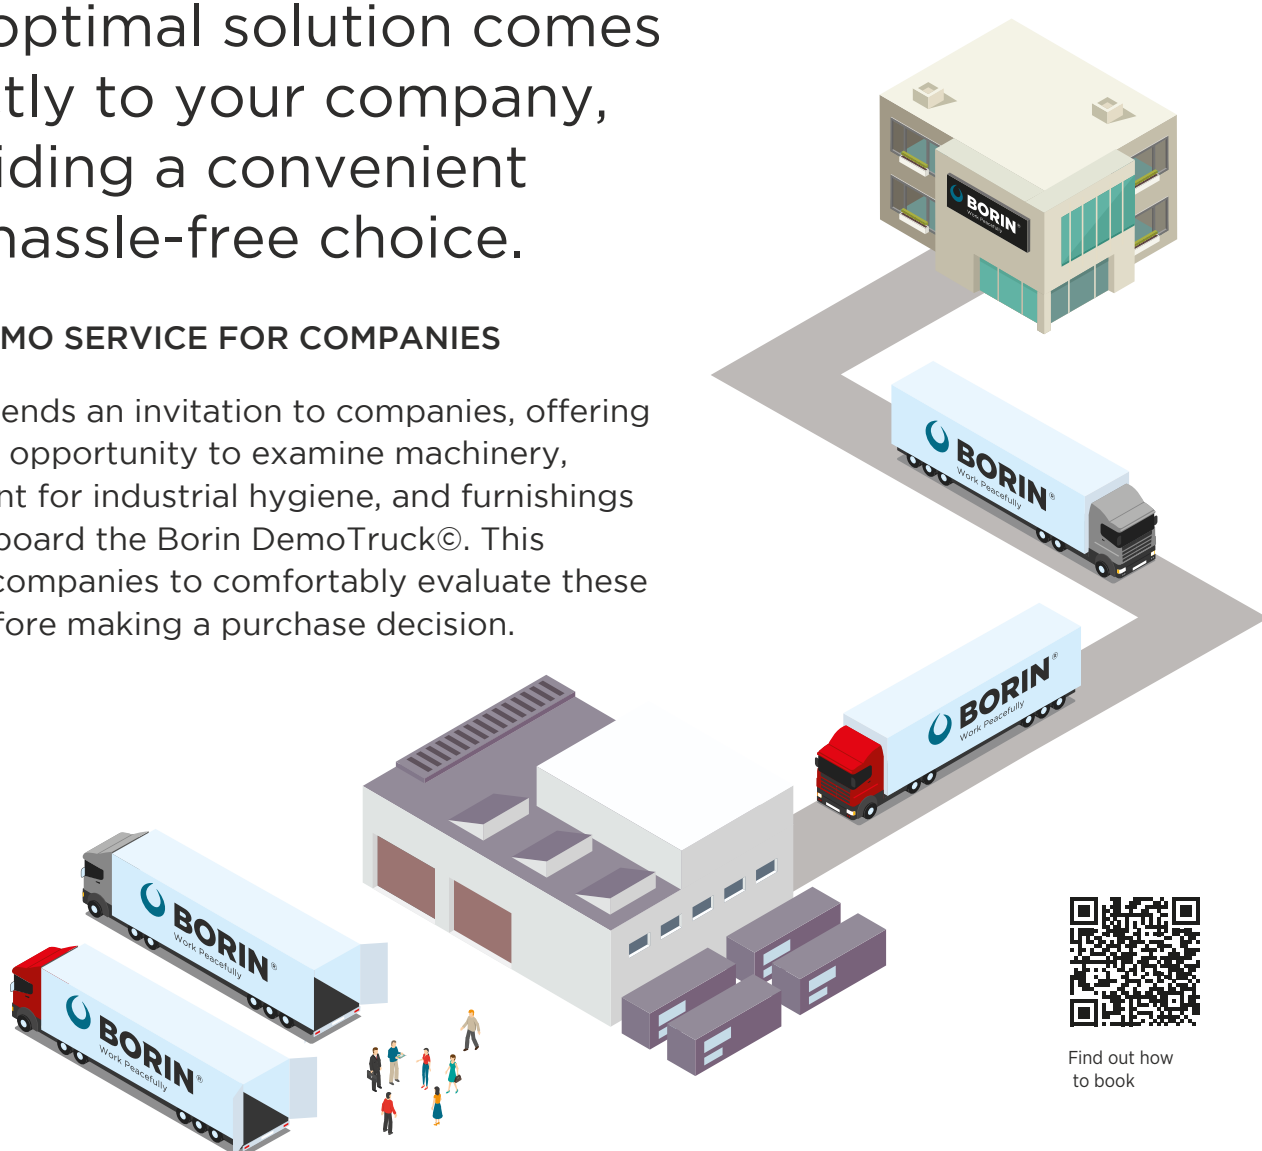 optimal solution comes
tly to your company,
iding a convenient
hassle-free choice.
MO SERVICE FOR COMPANIES
ends an invitation to companies, offering
opportunity to examine machinery,
nt for industrial hygiene, and furnishings
board the Borin DemoTruck©. This
companies to comfortably evaluate these
fore making a purchase decision.
BORIN®
Work Peacefully
BORIN®
Work Peacefully
BORIN®
Work Peacefully
BORIN®
Work Peacefully
BORIN®
Work Peacefully
Find out how
to book